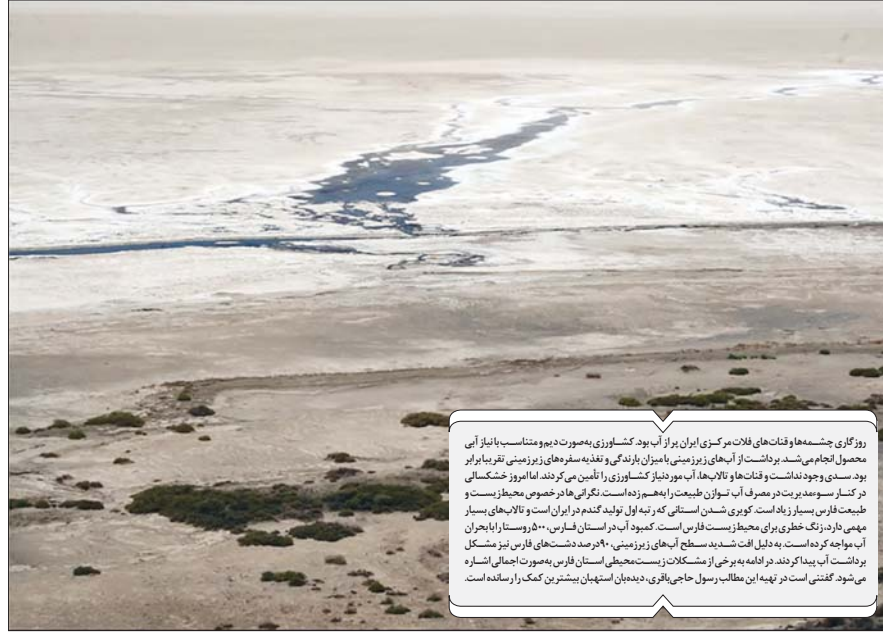 روزگاری چشمه‌ها و قنات‌های فلات مرکزی ایران پر از آب بود. کشاورزی به‌صورت دیم و متناسب با نیاز آبی
محصول انجام می‌شد. برداشت از آب‌های زیرزمینی با میزان بارندگی و تغذیه سفره‌های زیرزمینی تقریبا برابر
بود. سدی وجود نداشت و قنات‌ها و تالاب‌ها، آب موردنیاز کشاورزی را تأمین می‌کردند. اما امروز خشکسالی
در کنار سوءمدیریت در مصرف آب توازن طبیعت را به‌هم زده است. نگرانی‌ها در خصوص محیط‌زیست و
طبیعت فارس بسیار زیاد است. کویری شدن استانی که رتبه اول تولید گندم در ایران است و تالاب‌های بسیار
مهمی دارد، زنگ خطری برای محیط‌زیست فارس است. کمبود آب در استان فارس، ۵۰۰ روستا را با بحران
آب مواجه کرده است. به دلیل افت شدید سطح آب‌های زیرزمینی، ۹۰درصد دشت‌های فارس نیز مشکل
برداشت آب پیدا کردند. در ادامه به برخی از مشکلات زیست‌محیطی استان فارس به‌صورت اجمالی اشاره
می‌شود. گفتنی است در تهیه این مطالب رسول حاجی‌باقری، دیده‌بان استهبان بیشترین کمک را رسانده است.